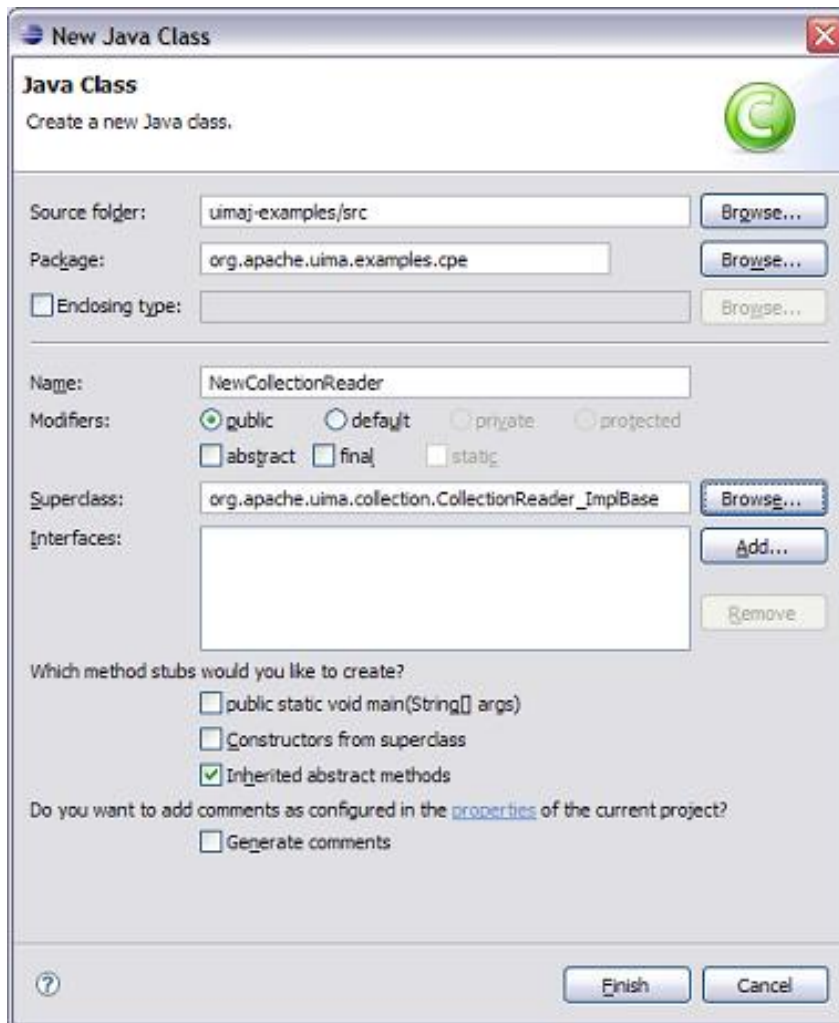 New Java Class
Java Class
Create a new Java class.
Source folder: uimaj-examples/src Browse...
Package: org.apache.uima.examples.cpe Browse...
Enclosing type: Browse...
Name: NewCollectionReader
Modifiers: public default private protected
abstract final static
Superclass: org.apache.uima.collection.CollectionReader_ImplBase Browse...
Interfaces: Add...
Remove
Which method stubs would you like to create?
public static void main(String[] args)
Constructors from superclass
Inherited abstract methods
Do you want to add comments as configured in the properties of the current project?
Generate comments
? Finish Cancel